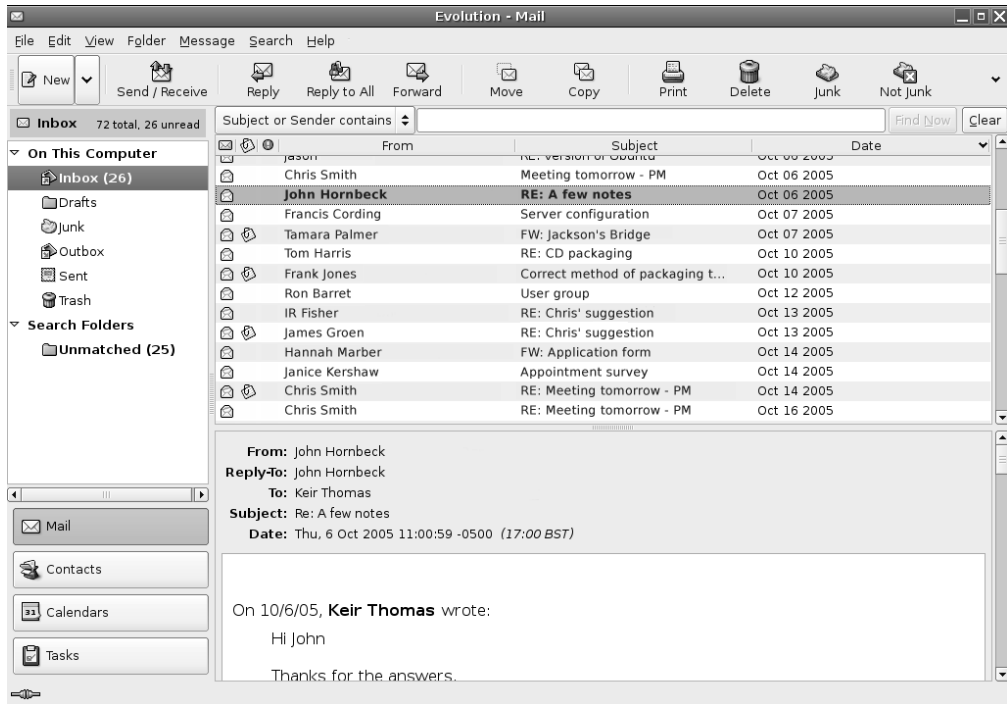 Evolution - Mail
File Edit View Folder Message Search Help
New Send / Receive Reply Reply to All Forward Move Copy Print Delete Junk Not Junk
Inbox 72 total, 26 unread
Subject or Sender contains Find Now Clear
On This Computer
Inbox (26)
Drafts
Junk
Outbox
Sent
Trash
Search Folders
Unmatched (25)
From Subject Date
Jason RE: Version of Ubuntu Oct 06 2005
Chris Smith Meeting tomorrow - PM Oct 06 2005
John Hornbeck RE: A few notes Oct 06 2005
Francis Cording Server configuration Oct 07 2005
Tamara Palmer FW: Jackson's Bridge Oct 07 2005
Tom Harris RE: CD packaging Oct 10 2005
Frank Jones Correct method of packaging t... Oct 10 2005
Ron Barret User group Oct 12 2005
IR Fisher RE: Chris' suggestion Oct 13 2005
James Groen RE: Chris' suggestion Oct 13 2005
Hannah Marber FW: Application form Oct 14 2005
Janice Kershaw Appointment survey Oct 14 2005
Chris Smith RE: Meeting tomorrow - PM Oct 14 2005
Chris Smith RE: Meeting tomorrow - PM Oct 16 2005
Mail
31 Calendars
Contacts
Tasks
From: John Hornbeck
Reply-To: John Hornbeck
To: Keir Thomas
Subject: Re: A few notes
Date: Thu, 6 Oct 2005 11:00:59 -0500 (17:00 BST)
On 10/6/05, Keir Thomas wrote:
Hi John
Thanks for the answers.